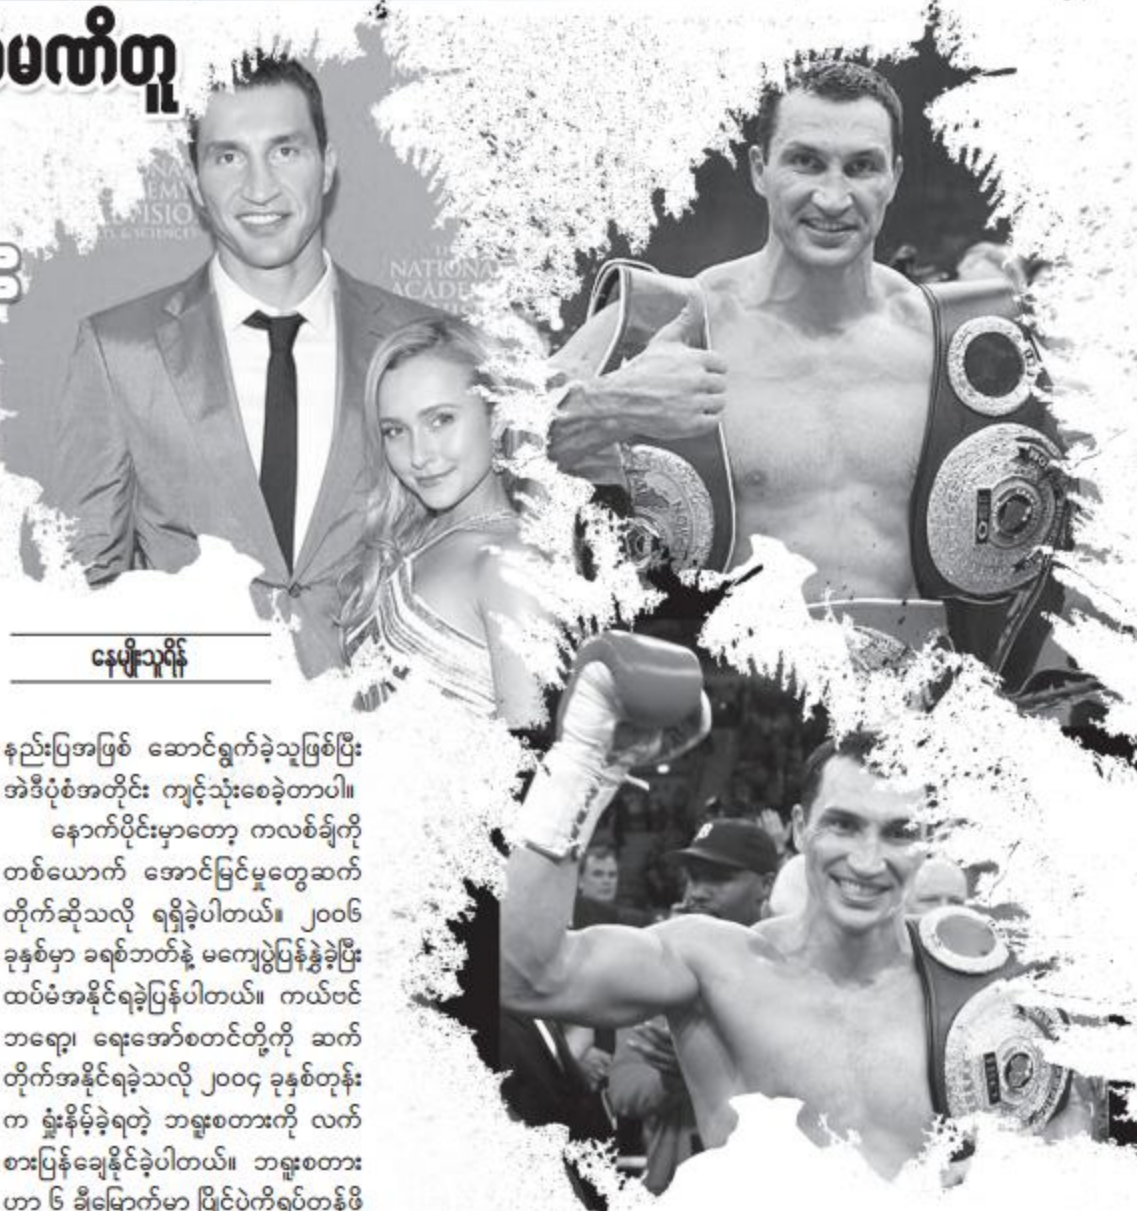 မဏိတူ
NATIONAL
ACADEM
နေမျိုးသူရိန်
နည်းပြအဖြစ် ဆောင်ရွက်ခဲ့သူဖြစ်ပြီး
အဲဒီပုံစံအတိုင်း ကျင့်သုံးစေခဲ့တာပါ။
နောက်ပိုင်းမှာတော့ ကလစ်ချ်ကို
တစ်ယောက် အောင်မြင်မှုတွေဆက်
တိုက်ဆိုသလို ရရှိခဲ့ပါတယ်။ ၂၀၀၆
ခုနှစ်မှာ ခရစ်ဘတ်နဲ့ မကျေပွဲပြန်နွှဲခဲ့ပြီး
ထပ်မံအနိုင်ရခဲ့ပြန်ပါတယ်။ ကယ်ဗင်
ဘရော့၊ ရေးအော်စတင်တို့ကို ဆက်
တိုက်အနိုင်ရခဲ့သလို ၂၀၀၄ ခုနှစ်တုန်း
က ရှုံးနိမ့်ခဲ့ရတဲ့ ဘရူးစတားကို လက်
စားပြန်ချေနိုင်ခဲ့ပါတယ်။ ဘရူးစတား
ဟာ ၆ ချီမြောက်မှာ ပြိုင်ပွဲကိုရပ်တန့်ဖို့